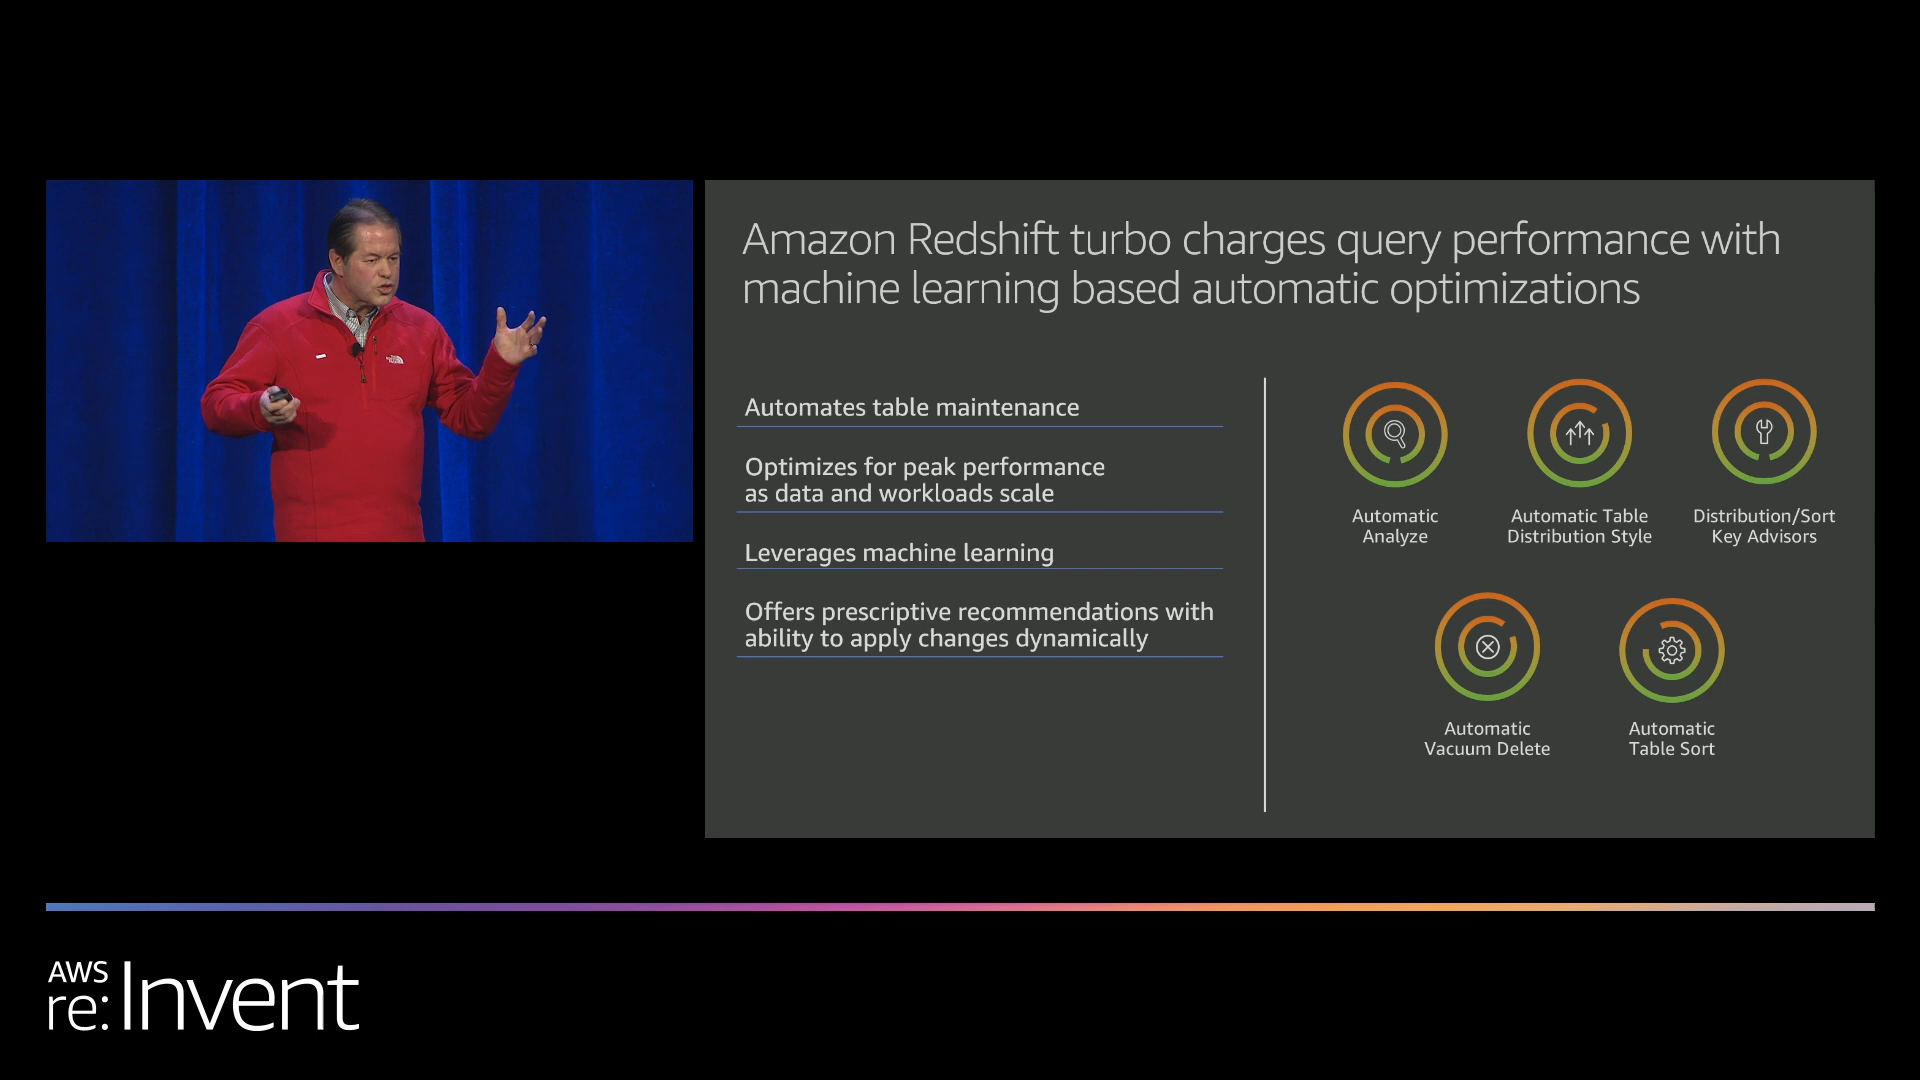 Amazon Redshift turbo charges query performance with
machine learning based automatic optimizations
Automates table maintenance
Optimizes for peak performance
as data and workloads scale
Leverages machine learning
Offers prescriptive recommendations with
ability to apply changes dynamically
Automatic
Analyze
Automatic Table
Distribution Style
Distribution/Sort
Key Advisors
Automatic
Vacuum Delete
Automatic
Table Sort
AWS
re:Invent